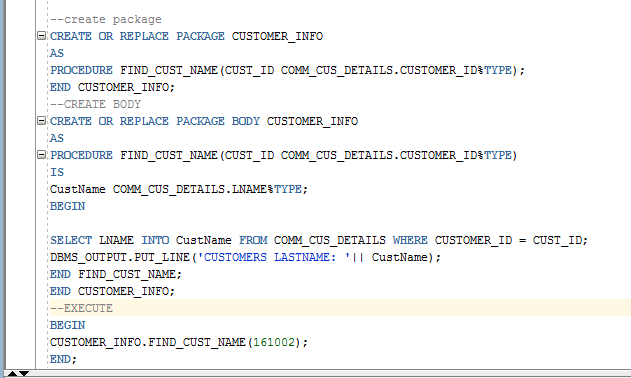 --create package
CREATE OR REPLACE PACKAGE CUSTOMER_INFO
AS
PROCEDURE FIND_CUST_NAME(CUST_ID COMM_CUS_DETAILS.CUSTOMER_ID%TYPE);
END CUSTOMER_INFO;
--CREATE BODY
CREATE OR REPLACE PACKAGE BODY CUSTOMER_INFO
AS
PROCEDURE FIND_CUST_NAME(CUST_ID COMM_CUS_DETAILS.CUSTOMER_ID%TYPE)
IS
CustName COMM_CUS_DETAILS.LNAME%TYPE;
BEGIN
SELECT LNAME INTO CustName FROM COMM_CUS_DETAILS WHERE CUSTOMER_ID = CUST_ID;
DBMS_OUTPUT.PUT_LINE('CUSTOMERS LASTNAME: '|| CustName);
END FIND_CUST_NAME;
END CUSTOMER_INFO;
--EXECUTE
BEGIN
CUSTOMER_INFO.FIND_CUST_NAME(161002);
END;